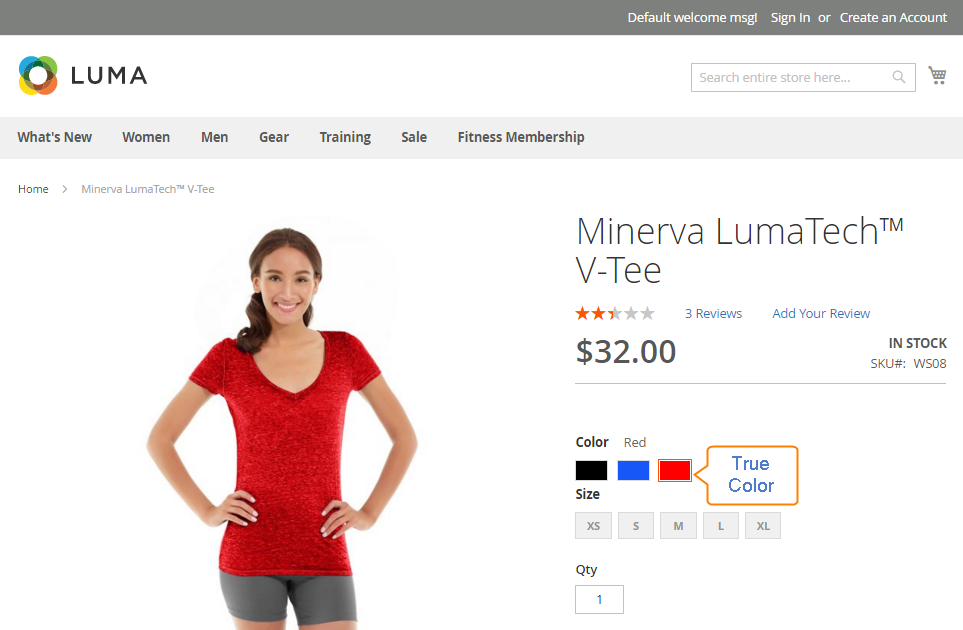 Default welcome msg! Sign In or Create an Account
LUMA
Search entire store here...
What's New Women Men Gear Training Sale Fitness Membership
Home > Minerva LumaTech™ V-Tee
Minerva LumaTech™
V-Tee
3 Reviews Add Your Review
$32.00
IN STOCK
SKU#: WS08
Color Red
True
Color
Size
XS S M L XL
Qty
1